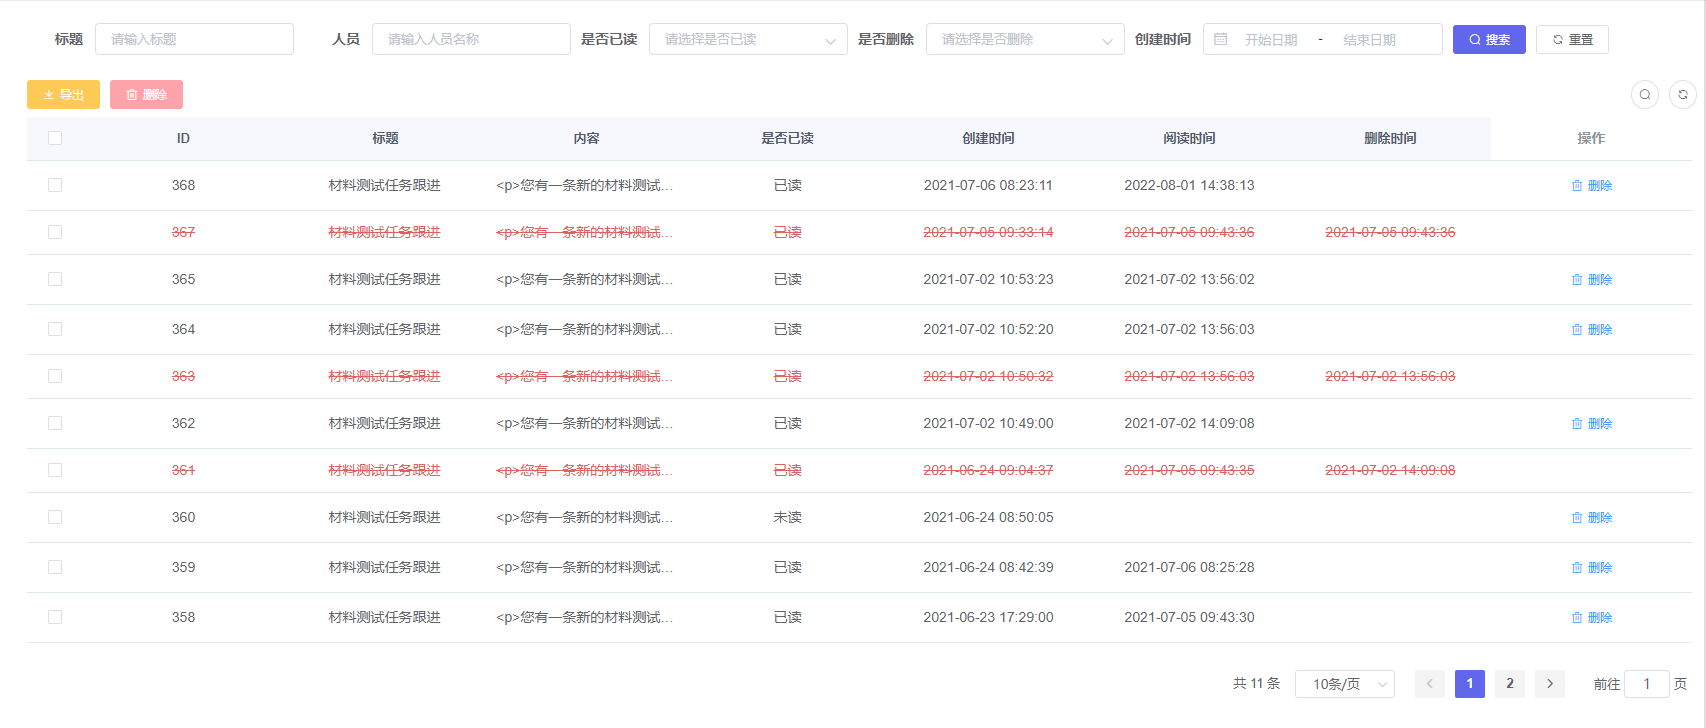 标题 请输入标题 人员 请输入人员名称 是否已读 请选择是否已读 是否删除 请选择是否删除 创建时间 开始日期 - 结束日期 搜索 重置
导出 删除
ID 标题 内容 是否已读 创建时间 阅读时间 删除时间 操作
368 材料测试任务跟进 <p>您有一条新的材料测试... 已读 2021-07-06 08:23:11 2022-08-01 14:38:13 删除
367 材料测试任务跟进 <p>您有一条新的材料测试... 已读 2021-07-05 09:33:14 2021-07-05 09:43:36 2021-07-05 09:43:36
365 材料测试任务跟进 <p>您有一条新的材料测试... 已读 2021-07-02 10:53:23 2021-07-02 13:56:02 删除
364 材料测试任务跟进 <p>您有一条新的材料测试... 已读 2021-07-02 10:52:20 2021-07-02 13:56:03 删除
363 材料测试任务跟进 <p>您有一条新的材料测试... 已读 2021-07-02 10:50:32 2021-07-02 13:56:03 2021-07-02 13:56:03
362 材料测试任务跟进 <p>您有一条新的材料测试... 已读 2021-07-02 10:49:00 2021-07-02 14:09:08 删除
361 材料测试任务跟进 <p>您有一条新的材料测试... 已读 2021-06-24 09:04:37 2021-07-05 09:43:35 2021-07-02 14:09:08
360 材料测试任务跟进 <p>您有一条新的材料测试... 未读 2021-06-24 08:50:05 删除
359 材料测试任务跟进 <p>您有一条新的材料测试... 已读 2021-06-24 08:42:39 2021-07-06 08:25:28 删除
358 材料测试任务跟进 <p>您有一条新的材料测试... 已读 2021-06-23 17:29:00 2021-07-05 09:43:30 删除
共 11 条 10条/页 1 2 前往 1 页